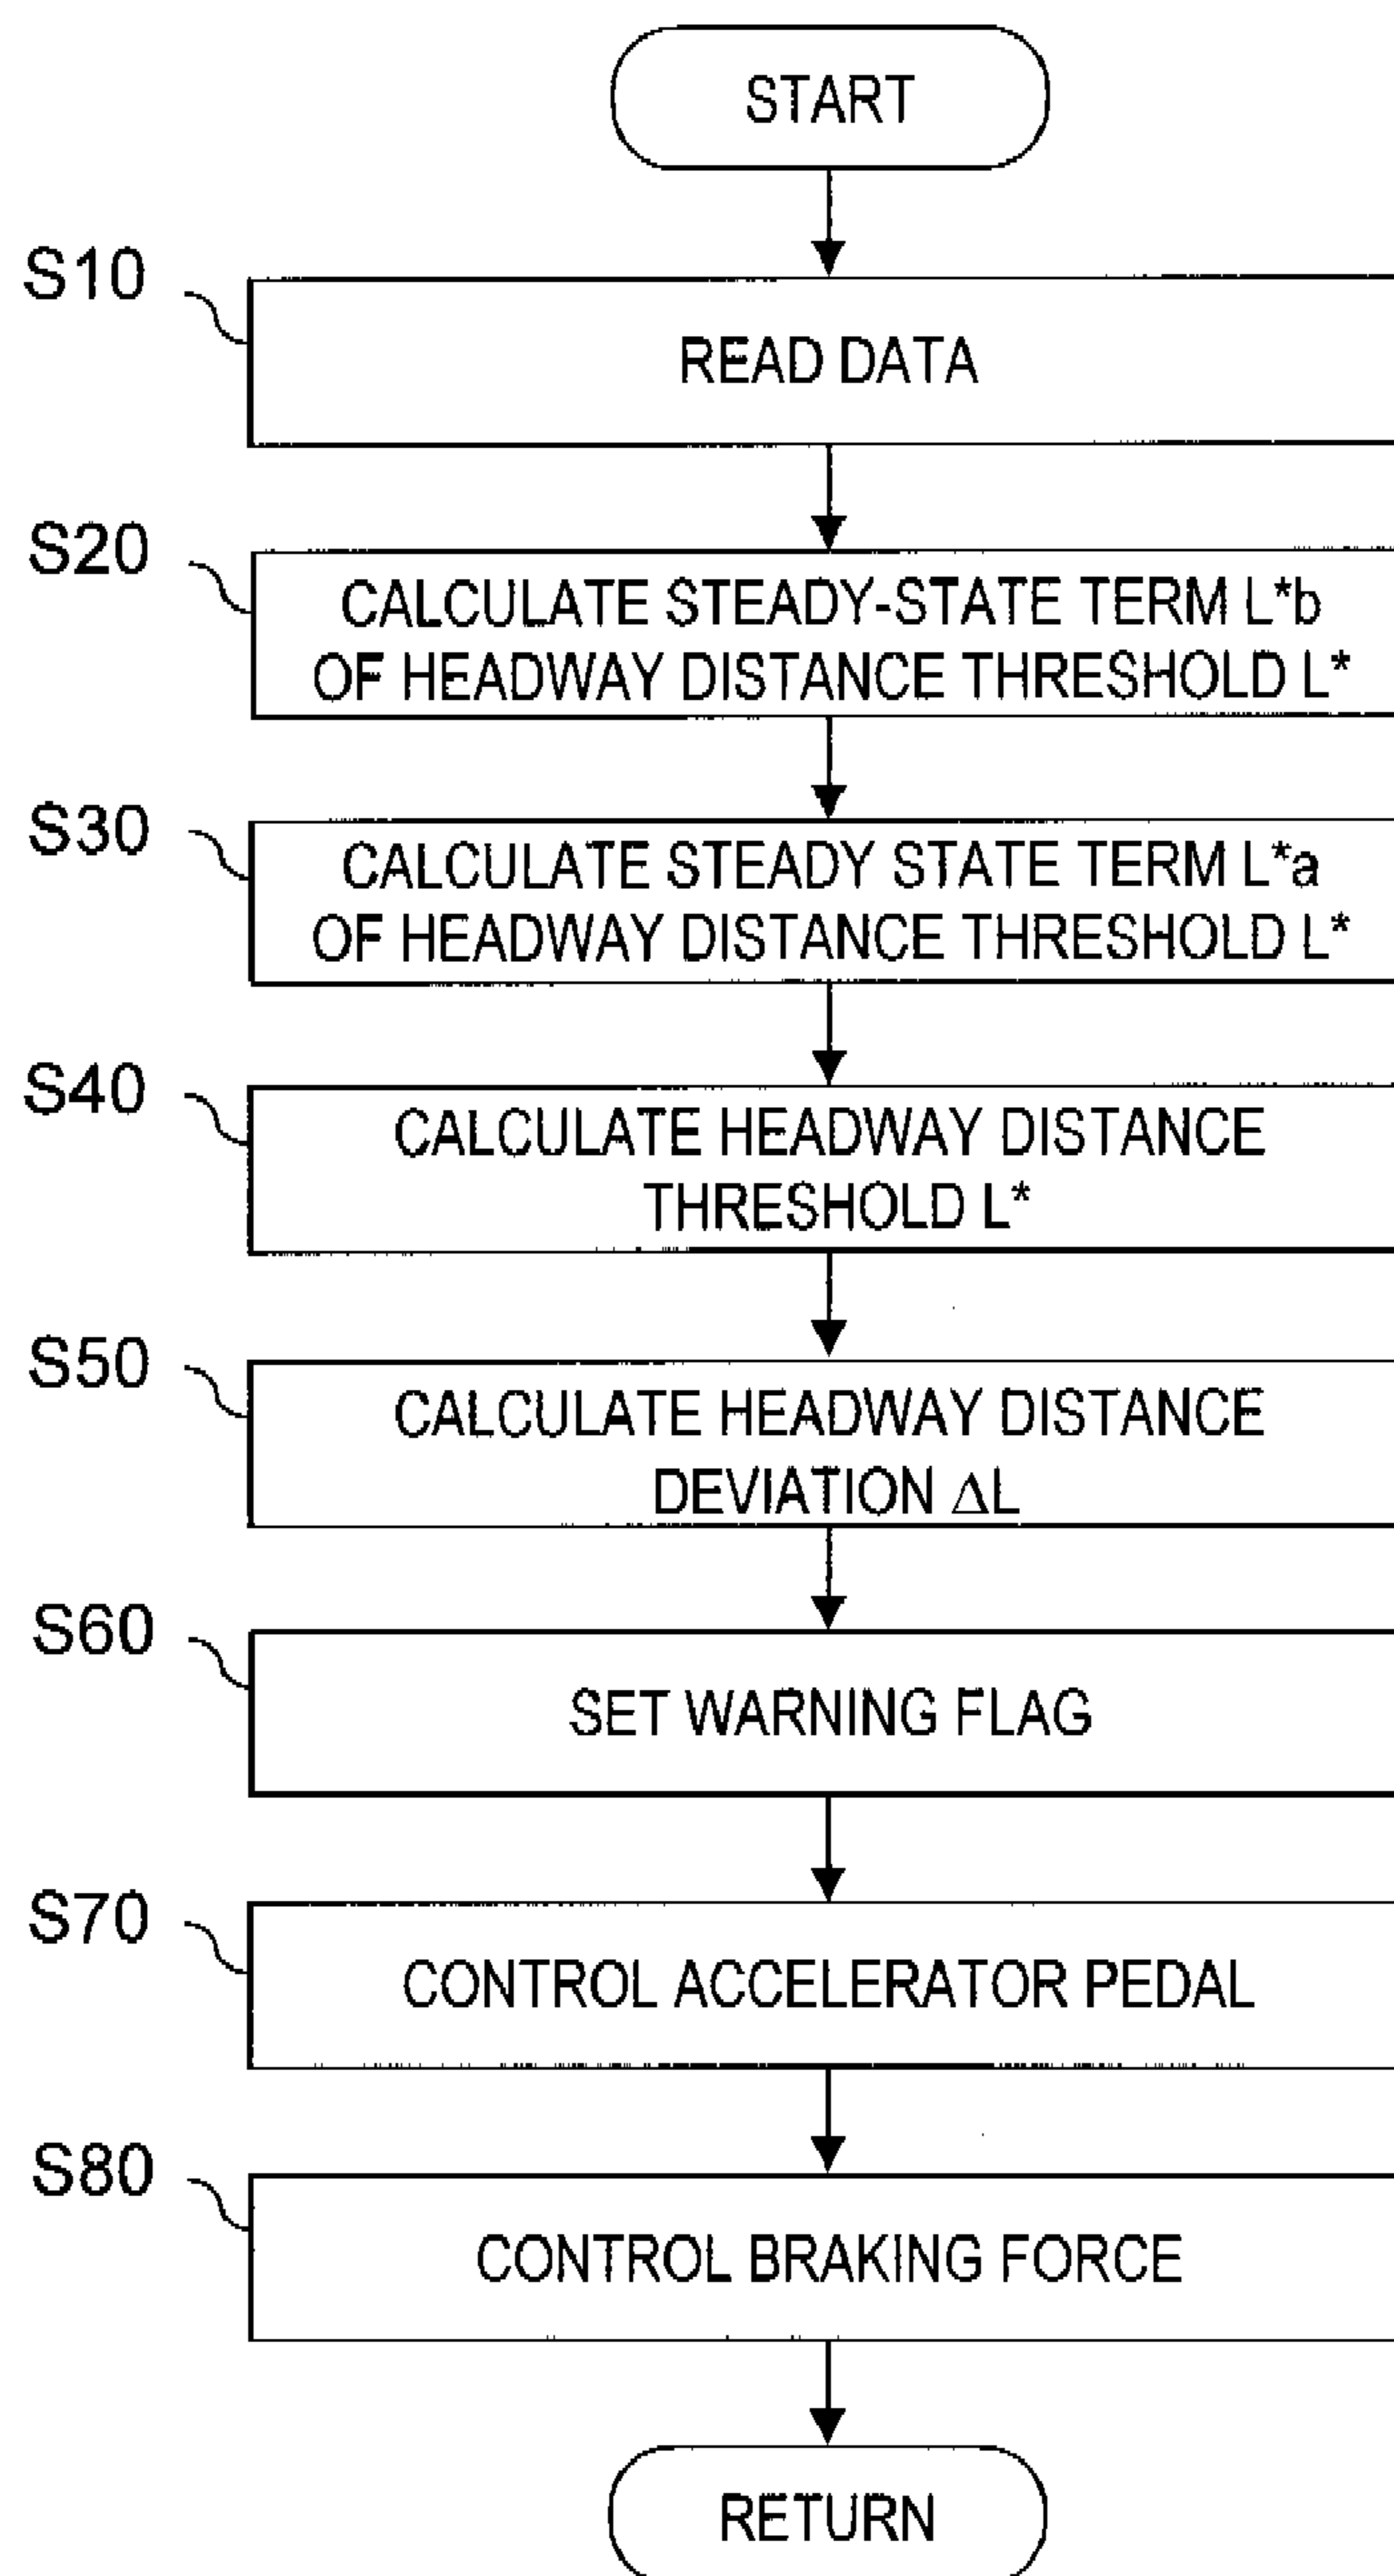 START
S10
READ DATA
S20
CALCULATE STEADY-STATE TERM L*b
OF HEADWAY DISTANCE THRESHOLD L*
S30
CALCULATE STEADY STATE TERM L*a
OF HEADWAY DISTANCE THRESHOLD L*
S40
CALCULATE HEADWAY DISTANCE
THRESHOLD L*
S50
CALCULATE HEADWAY DISTANCE
DEVIATION ΔL
S60
SET WARNING FLAG
S70
CONTROL ACCELERATOR PEDAL
S80
CONTROL BRAKING FORCE
RETURN